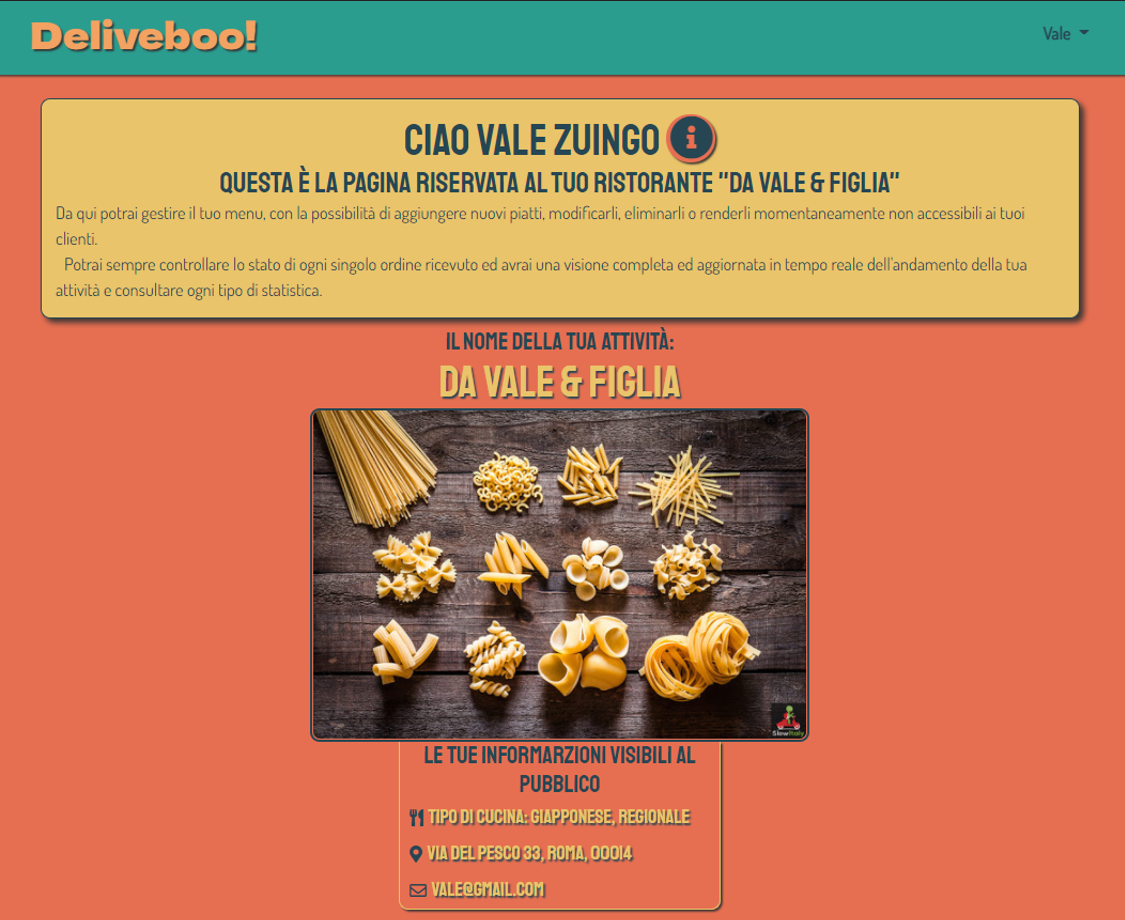 Deliveboo!
Vale
CIAO VALE ZUINGO
QUESTA È LA PAGINA RISERVATA AL TUO RISTORANTE "DA VALE & FIGLIA"
Da qui potrai gestire il tuo menu, con la possibilità di aggiungere nuovi piatti, modificarli, eliminarli o renderli momentaneamente non accessibili ai tuoi
clienti.
Potrai sempre controllare lo stato di ogni singolo ordine ricevuto ed avrai una visione completa ed aggiornata in tempo reale dell'andamento della tua
attività e consultare ogni tipo di statistica.
IL NOME DELLA TUA ATTIVITÀ:
DA VALE & FIGLIA
SlowItaly
LE TUE INFORMARZIONI VISIBILI AL
PUBBLICO
TIPO DI CUCINA: GIAPPONESE, REGIONALE
VIA DEL PESCO 33, ROMA, 00014
VALE@GMAIL.COM